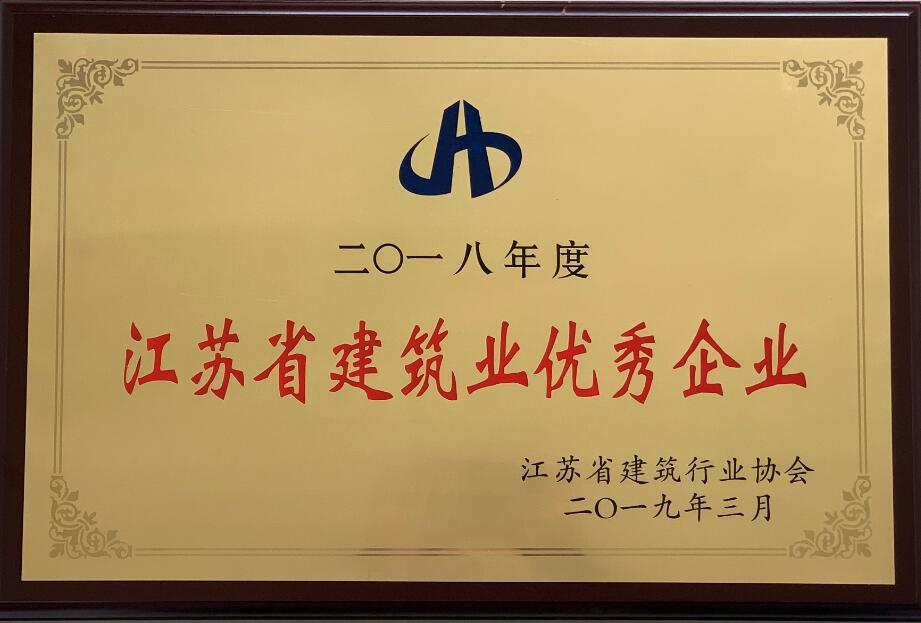 二〇一八年度
江苏省建筑业优秀企业
江苏省建筑行业协会
二〇一九年三月